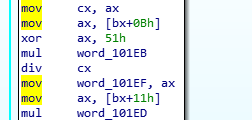 mov cx, ax
mov ax, [bx+0Bh]
xor ax, 51h
mul word_101EB
div cx
mov word_101EF, ax
mov ax, [bx+11h]
mul word_101ED